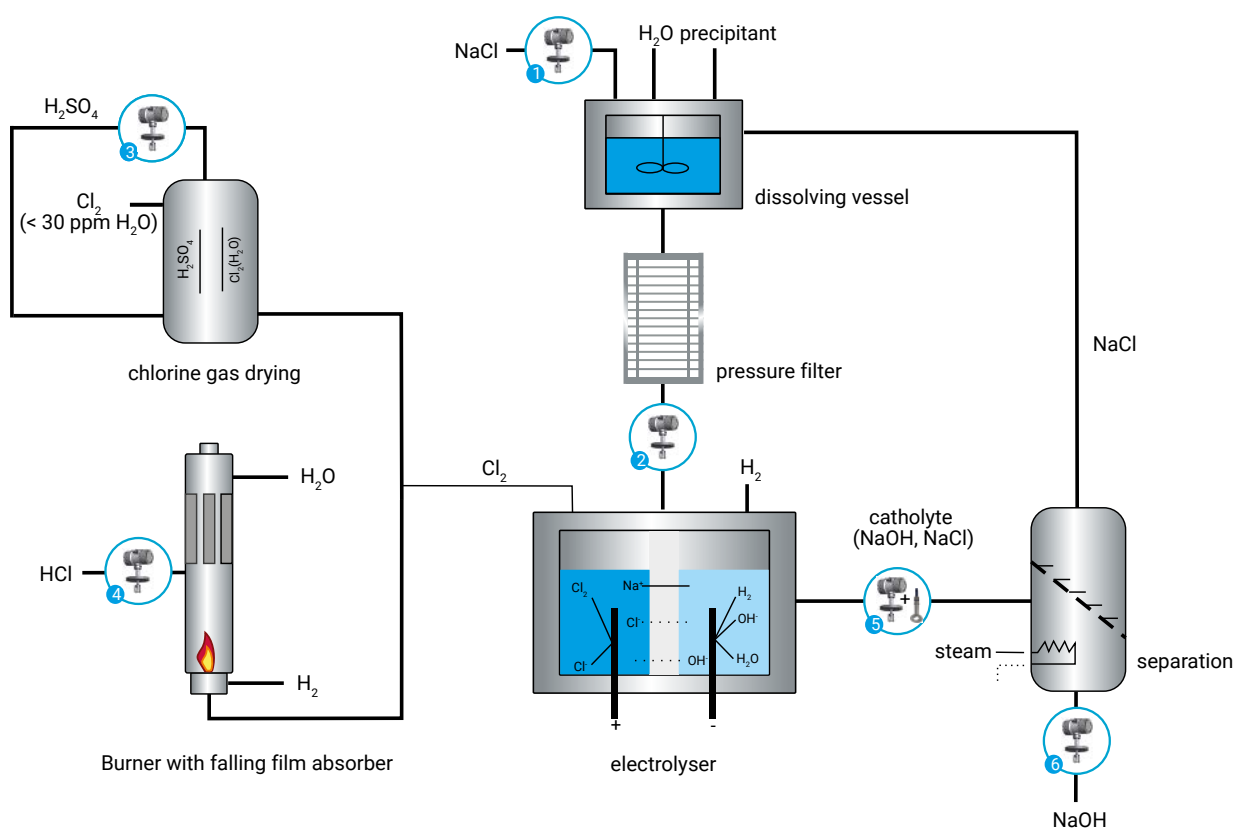 NaCl
1
H₂O precipitant
H₂SO₄
3
Cl₂
(< 30 ppm H₂O)
H₂SO₄
Cl₂(H₂O)
chlorine gas drying
dissolving vessel
NaCl
pressure filter
2
H₂O
HCl
4
H₂
Burner with falling film absorber
Cl₂
H₂
Na⁺
Cl₂
H₂
Cl⁻
OH⁻
Cl⁻
OH⁻
H₂O
+
-
electrolyser
catholyte
(NaOH, NaCl)
+
5
steam
separation
6
NaOH